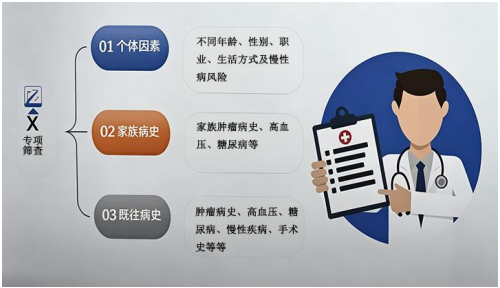 X
专项
筛查
01 个体因素
不同年龄、性别、职
业、生活方式及慢性
病风险
02 家族病史
家族肿瘤病史、高血
压、糖尿病等
03 既往病史
肿瘤病史、高血压、糖
尿病、慢性疾病、手术
史等等